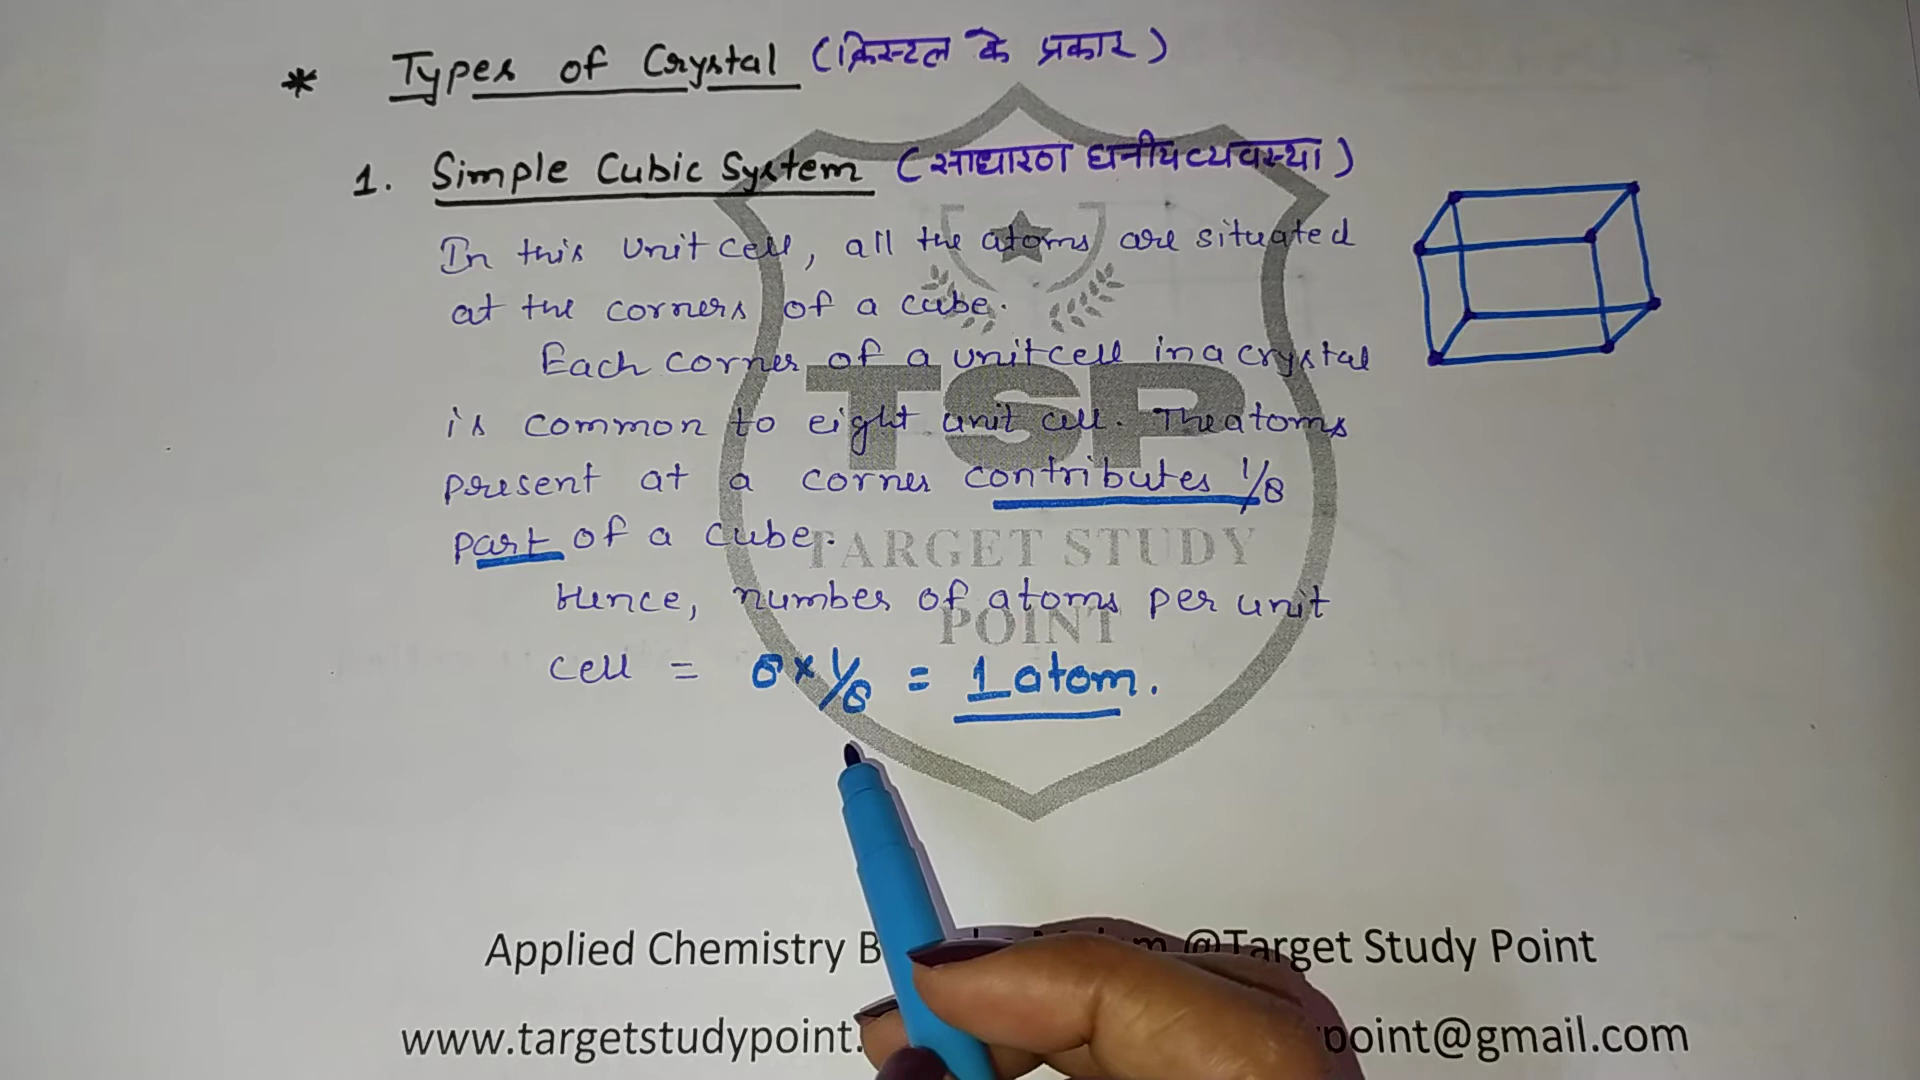 * Types of Crystal (क्रिस्टल के प्रकार)
1. Simple Cubic System (साधारण घनीय व्यवस्था)
In this Unit cell, all the atoms are situated
at the corners of a cube.
Each corner of a unit cell in a crystal
is common to eight unit cell. The atoms
present at a corner contributes 1/8
part of a cube.
Hence, number of atoms per unit
cell = 8 × 1/8 = 1 atom.
TSP
TARGET STUDY
POINT
Applied Chemistry @Target Study Point
www.targetstudypoint. point@gmail.com